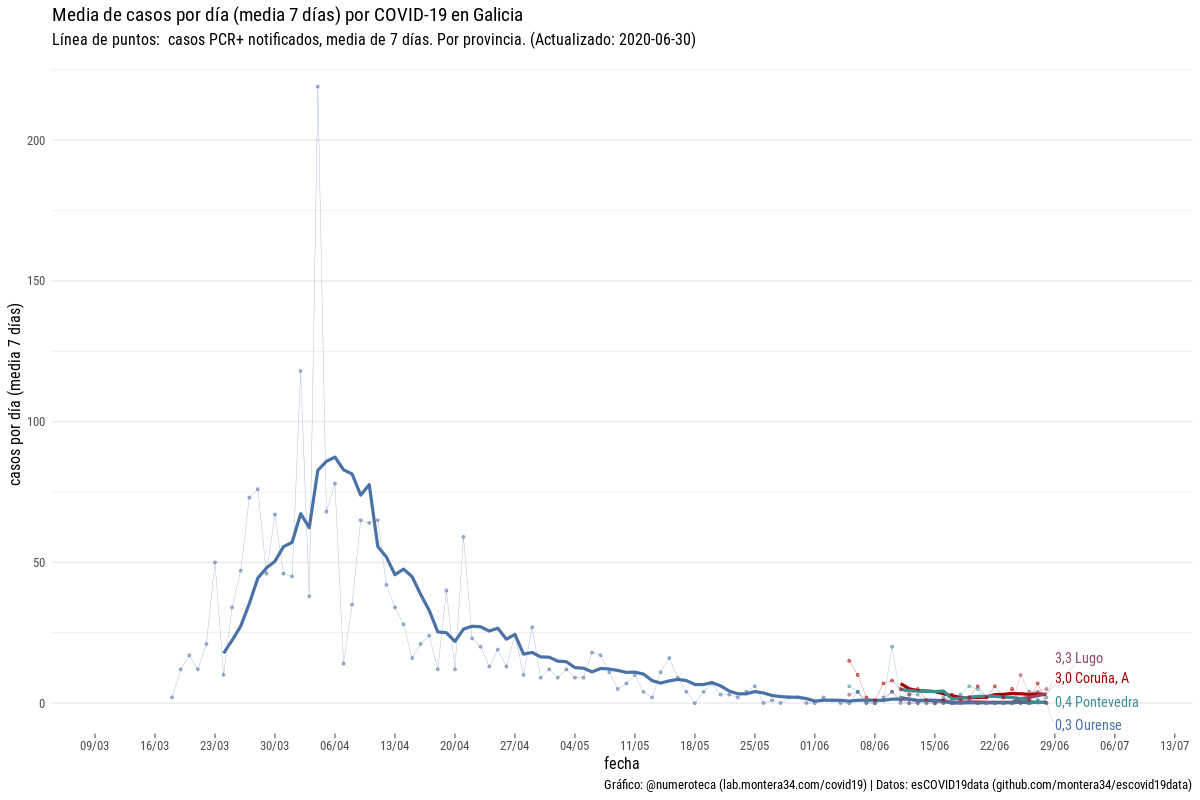 Media de casos por día (media 7 días) por COVID-19 en Galicia
Línea de puntos:  casos PCR+ notificados, media de 7 días. Por provincia. (Actualizado: 2020-06-30)
casos por día (media 7 días)
200
150
100
50
0
3,3 Lugo
3,0 Coruña, A
0,4 Pontevedra
0,3 Ourense
09/03 16/03 23/03 30/03 06/04 13/04 20/04 27/04 04/05 11/05 18/05 25/05 01/06 08/06 15/06 22/06 29/06 06/07 13/07
fecha
Gráfico: @numeroteca (lab.montera34.com/covid19) | Datos: esCOVID19data (github.com/montera34/escovid19data)